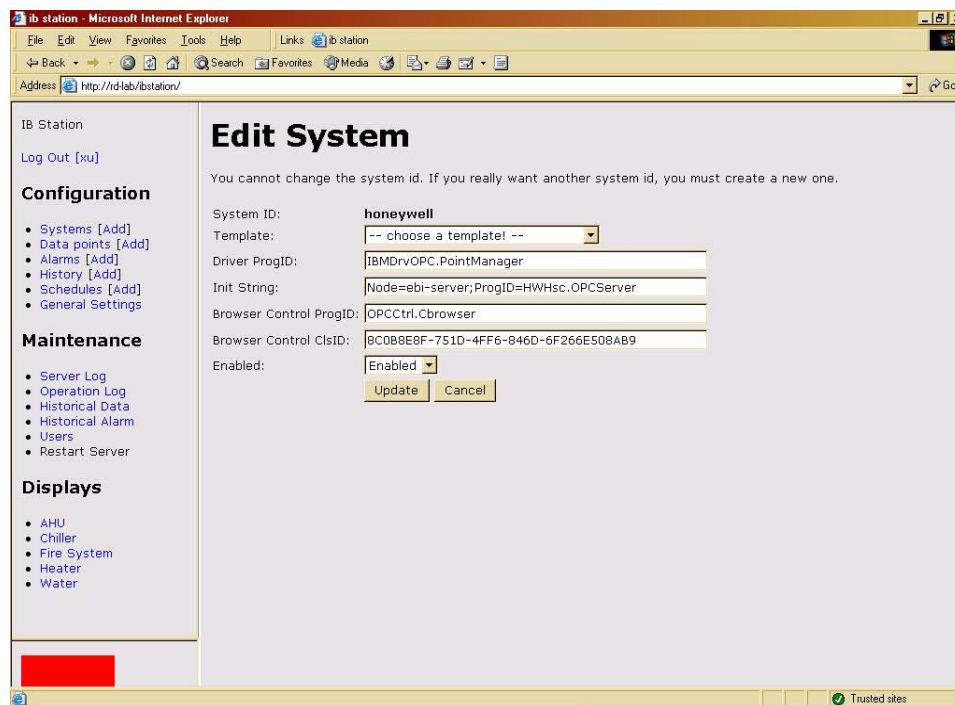 ib station - Microsoft Internet Explorer
File Edit View Favorites Tools Help Links ib station
Back Search Favorites Media
Address http://rd-lab/ibstation/ Go
IB Station
Log Out [xu]
Configuration
Systems [Add]
Data points [Add]
Alarms [Add]
History [Add]
Schedules [Add]
General Settings
Maintenance
Server Log
Operation Log
Historical Data
Historical Alarm
Users
Restart Server
Displays
AHU
Chiller
Fire System
Heater
Water
Edit System
You cannot change the system id. If you really want another system id, you must create a new one.
System ID: honeywell
Template: -- choose a template! --
Driver ProgID: IBMDrvOPC.PointManager
Init String: Node=ebi-server;ProgID=HWHsc.OPCServer
Browser Control ProgID: OPCCtrl.Cbrowser
Browser Control ClsID: 8C0B8E8F-751D-4FF6-846D-6F266E508AB9
Enabled: Enabled
Update Cancel
Trusted sites